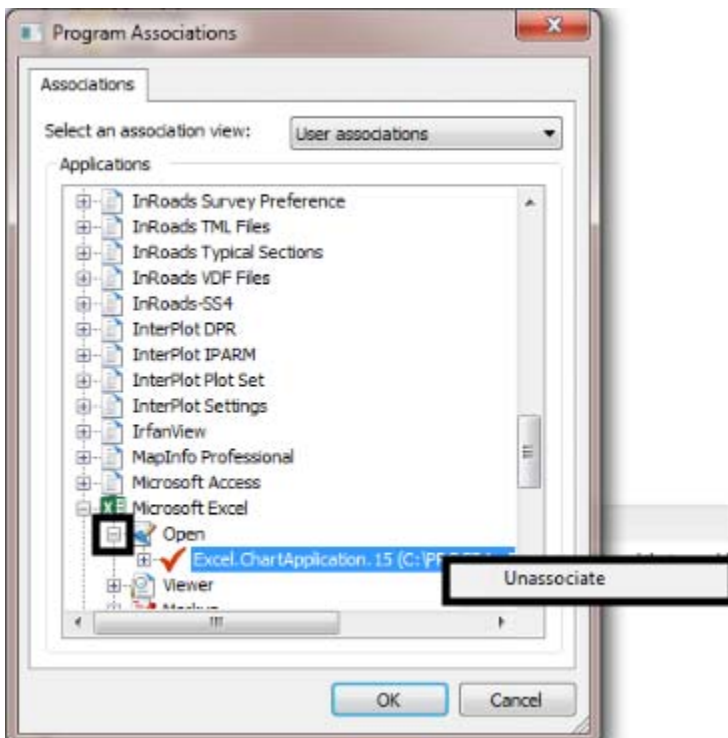 Program Associations
Associations
Select an association view: User associations
Applications
InRoads Survey Preference
InRoads TML Files
InRoads Typical Sections
InRoads VDF Files
InRoads-SS4
InterPlot DPR
InterPlot IPARM
InterPlot Plot Set
InterPlot Settings
IrfanView
MapInfo Professional
Microsoft Access
Microsoft Excel
Open
Excel.ChartApplication.15 (C:\
Unassociate
Viewer
OK Cancel